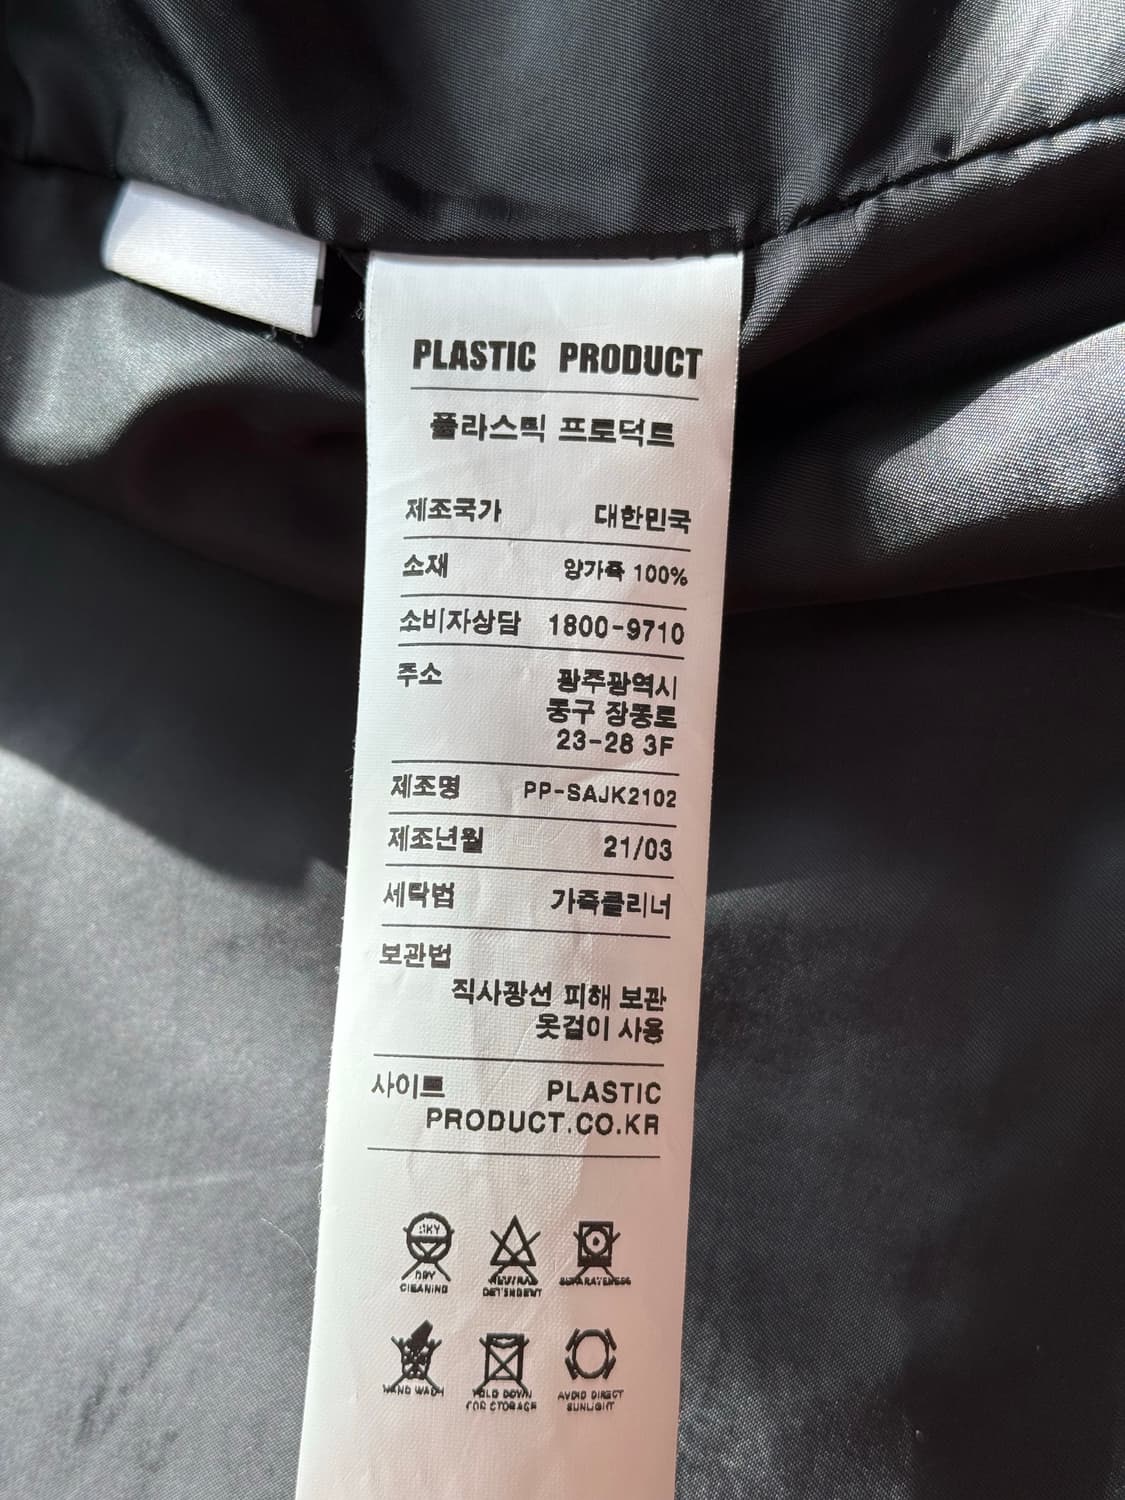 PLASTIC PRODUCT
플라스틱 프로덕트
제조국가 대한민국
소재 양가죽 100%
소비자상담 1800-9710
주소 광주광역시
동구 장동로
23-28 3F
제조명 PP-SAJK2102
제조년월 21/03
세탁법 가죽클리너
보관법
직사광선 피해 보관
옷걸이 사용
사이트 PLASTIC
PRODUCT.CO.KR
DRY
CLEANING
NEUTRAL
DETERGENT
HAND WASH
FOLD DOWN
FOR STORAGE
AVOID DIRECT
SUNLIGHT